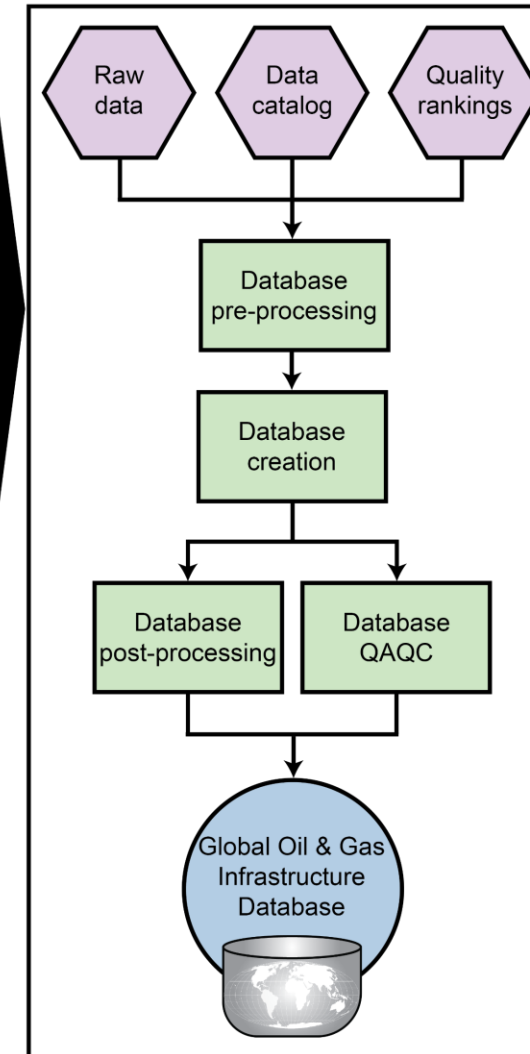 Raw
data
Data
catalog
Quality
rankings
Database
pre-processing
Database
creation
Database
post-processing
Database
QAQC
Global Oil & Gas
Infrastructure
Database